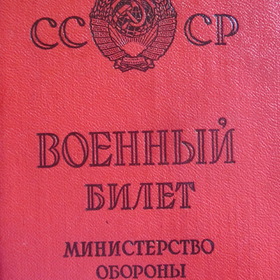 СС СР
ВОЕННЫЙ
БИЛЕТ
МИНИСТЕРСТВО
ОБОРОНЫ